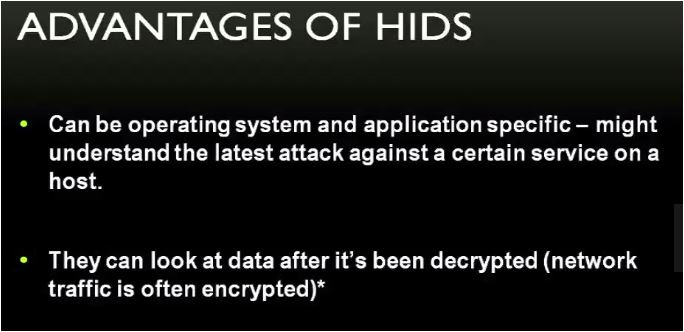 ADVANTAGES OF HIDS
• Can be operating system and application specific – might
understand the latest attack against a certain service on a
host.
• They can look at data after it’s been decrypted (network
traffic is often encrypted)*